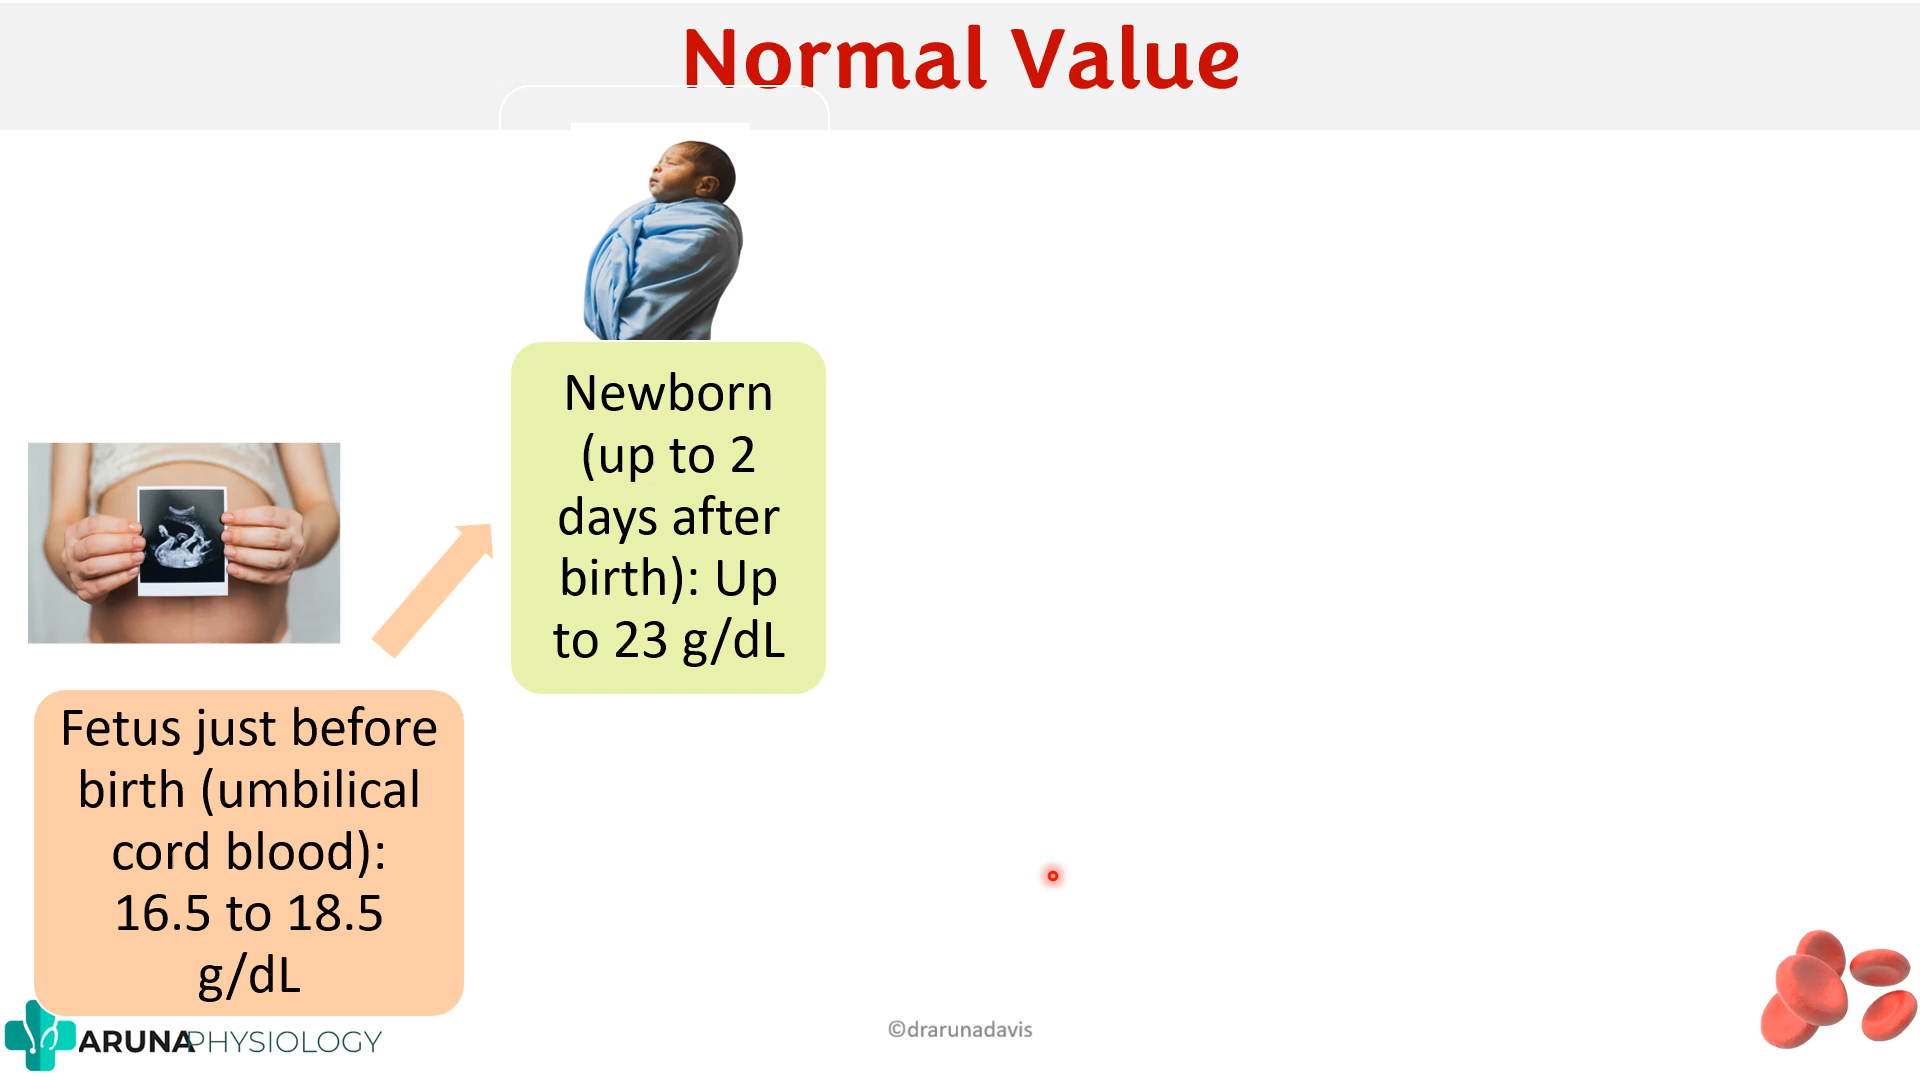 Normal Value
Newborn
(up to 2
days after
birth): Up
to 23 g/dL
Fetus just before
birth (umbilical
cord blood):
16.5 to 18.5
g/dL
ARUNAPHYSIOLOGY
©drarunadavis